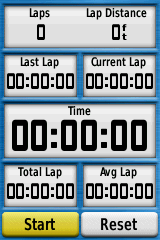 Laps Lap Distance
0 0 ft
Last Lap Current Lap
00:00:00 00:00:00
Time
00:00:00
Total Lap Avg Lap
00:00:00 00:00:00
Start Reset